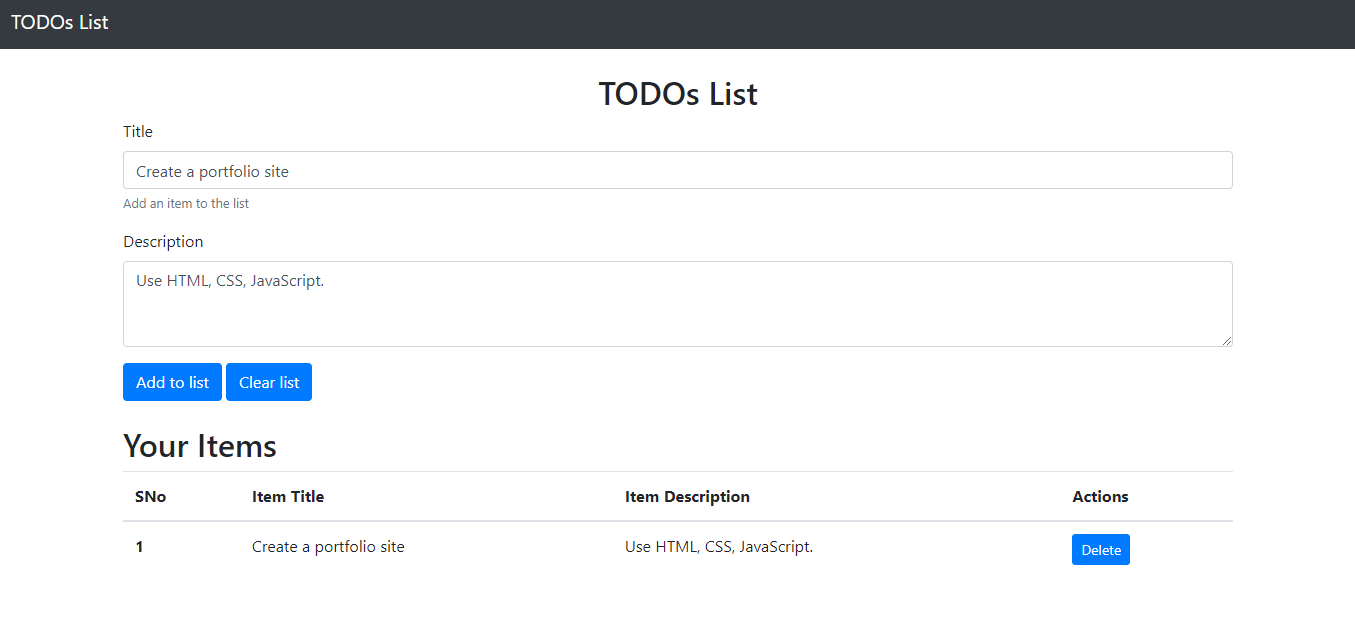 TODOs List
TODOs List
Title
Create a portfolio site
Add an item to the list
Description
Use HTML, CSS, JavaScript.
Add to list Clear list
Your Items
SNo Item Title Item Description Actions
1 Create a portfolio site Use HTML, CSS, JavaScript. Delete